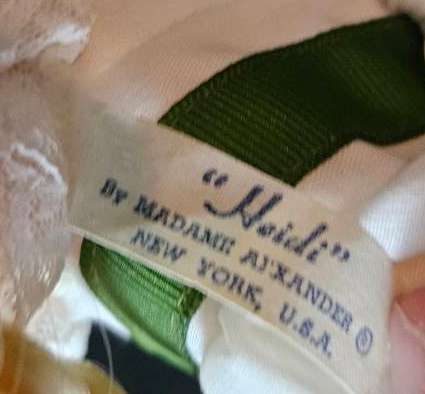 "Heidi"
BY MADAME ALEXANDER ®
NEW YORK, U.S.A.